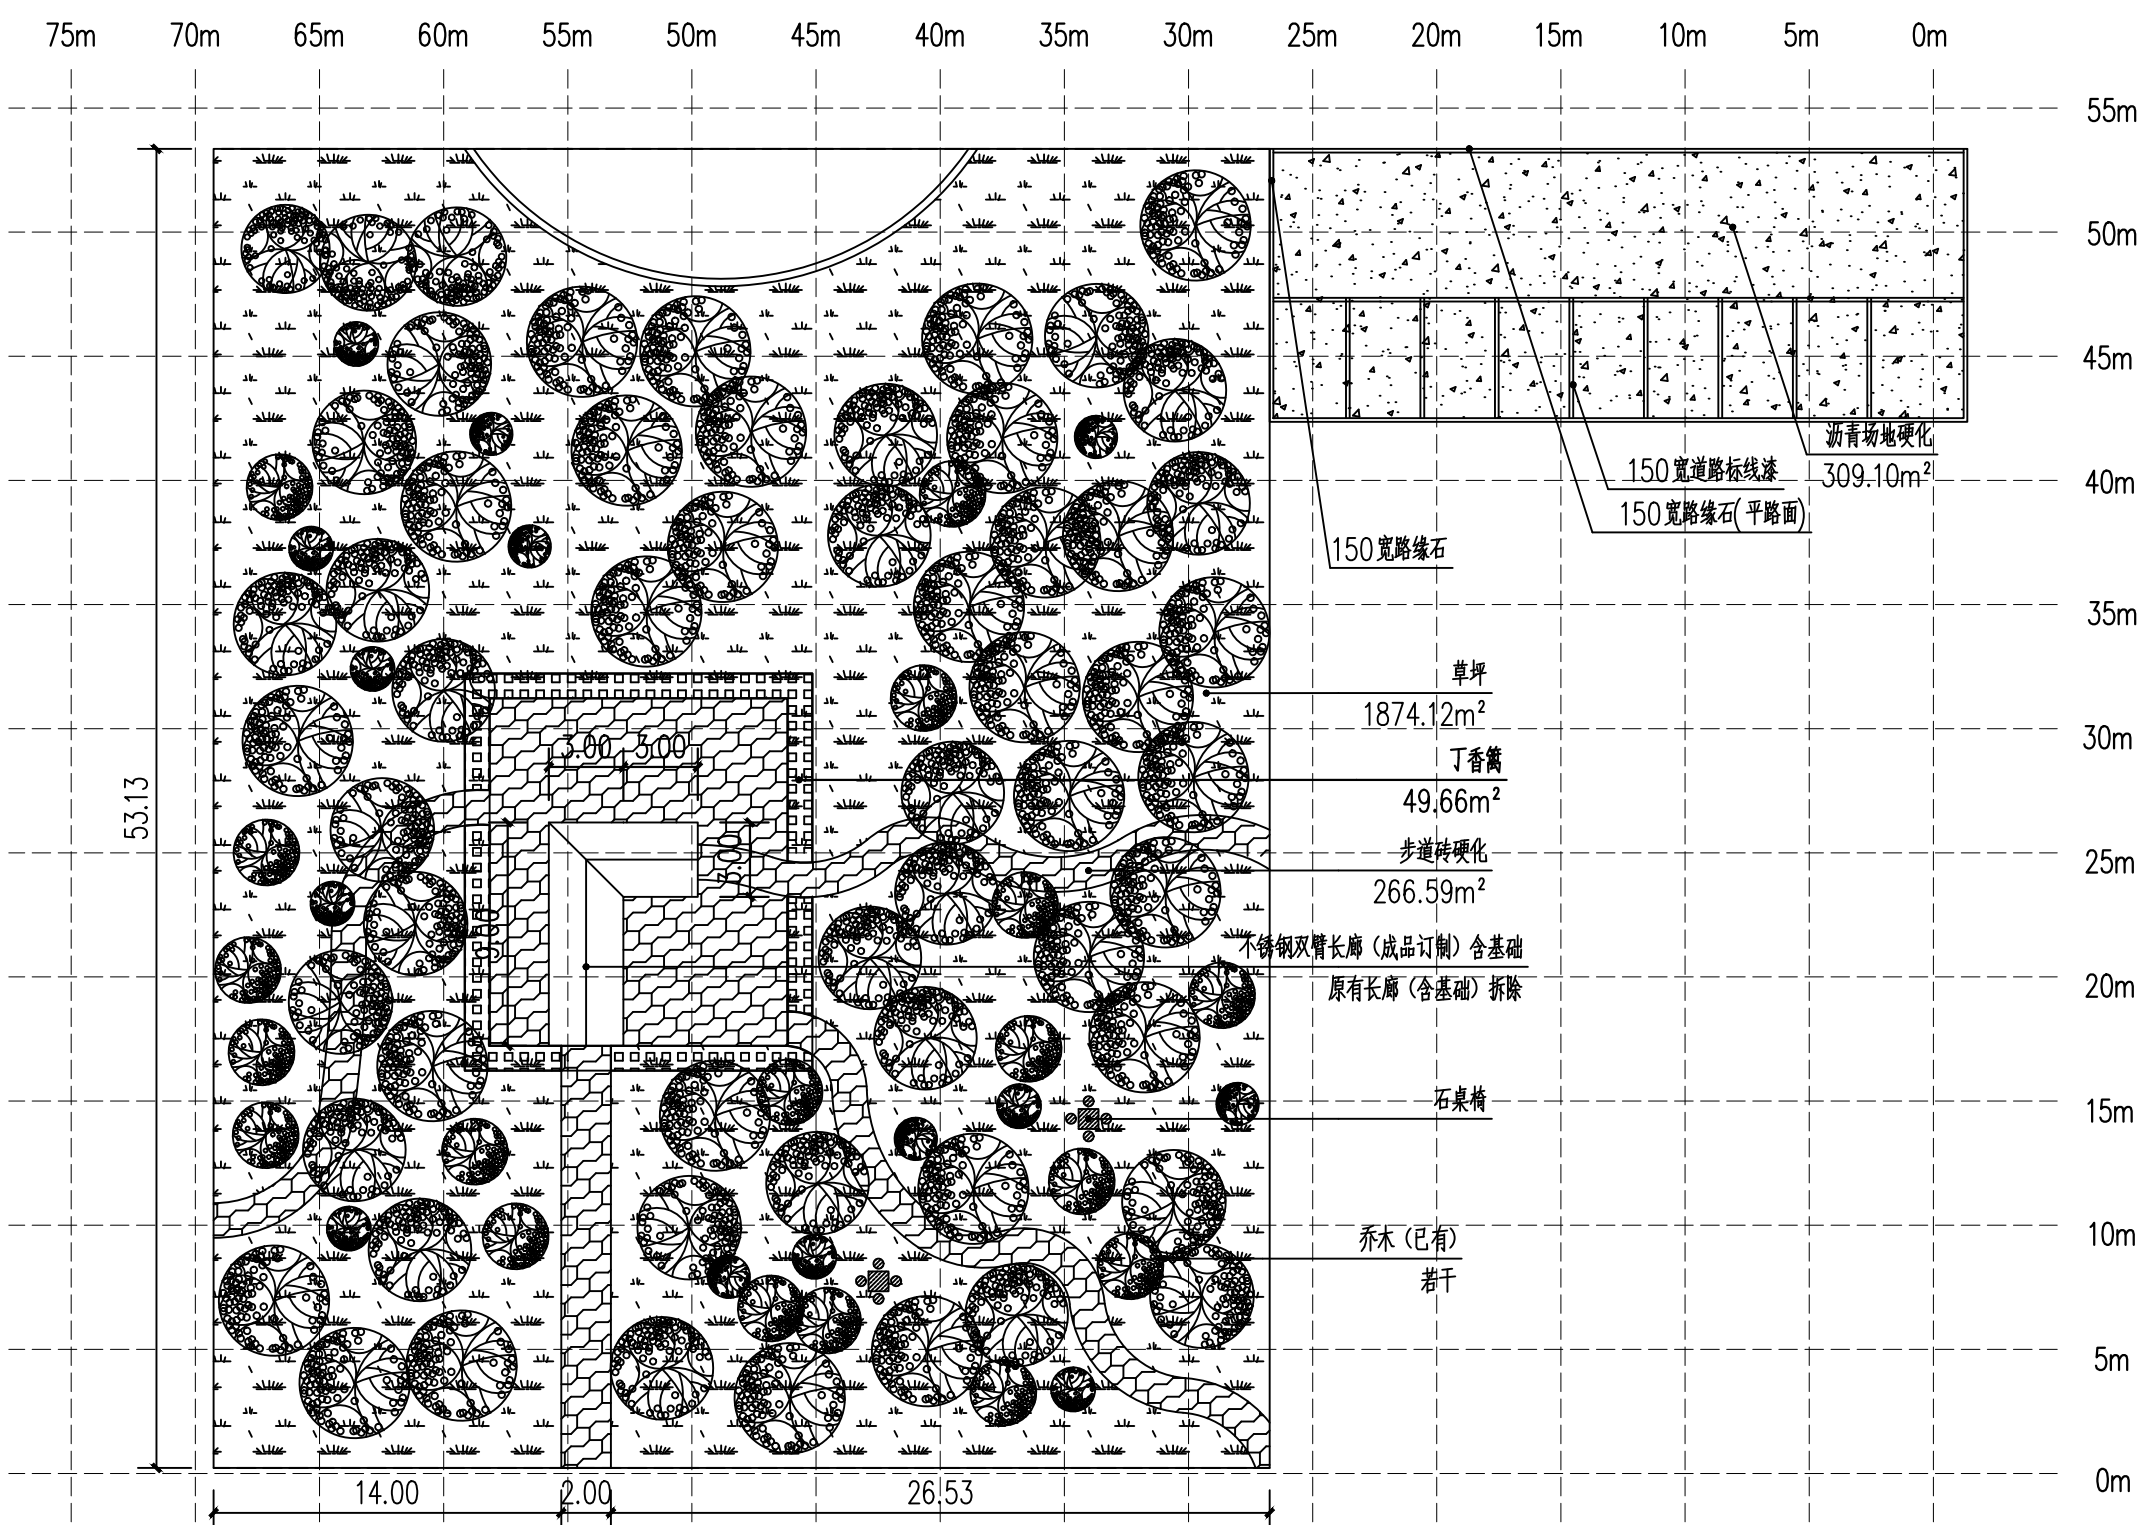 75m 70m 65m 60m 55m 50m 45m 40m 35m 30m 25m 20m 15m 10m 5m 0m
55m
50m
45m
沥青场地硬化
309.10m²
150宽道路标线漆
40m
150宽路缘石(平路面)
150宽路缘石
35m
草坪
1874.12m²
30m
3.00 3.00
丁香篱
49.66m²
53.13
步道砖硬化
25m
3.00
266.59m²
9.00
不锈钢双臂长廊（成品订制）含基础
原有长廊（含基础）拆除
20m
石桌椅
15m
乔木（已有）
10m
若干
5m
0m
14.00 2.00 26.53